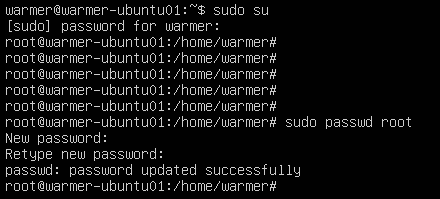 warmer@warmer-ubuntu01:~$ sudo su
[sudo] password for warmer:
root@warmer-ubuntu01:/home/warmer#
root@warmer-ubuntu01:/home/warmer#
root@warmer-ubuntu01:/home/warmer#
root@warmer-ubuntu01:/home/warmer#
root@warmer-ubuntu01:/home/warmer#
root@warmer-ubuntu01:/home/warmer# sudo passwd root
New password:
Retype new password:
passwd: password updated successfully
root@warmer-ubuntu01:/home/warmer#